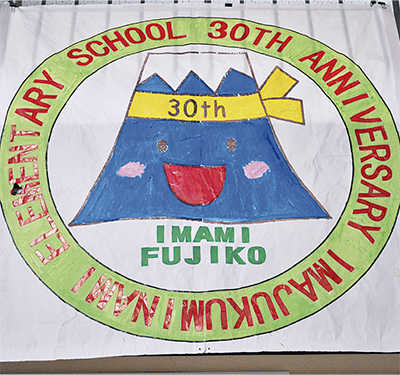 IMAJUKUMINAMI ELEMENTARY SCHOOL 30TH ANNIVERSARY
30th
IMAMI
FUJIKO